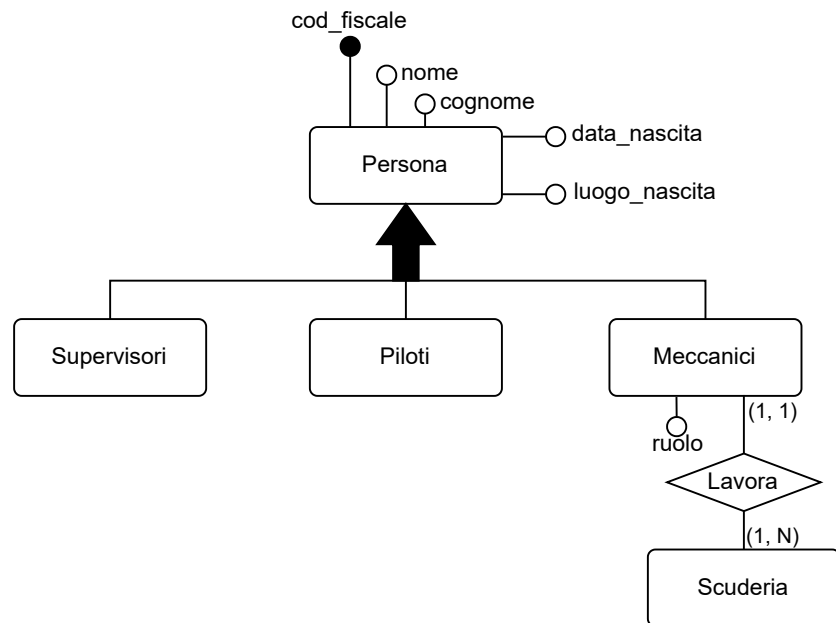 cod_fiscale
nome
cognome
data_nascita
Persona
luogo_nascita
Supervisori
Piloti
Meccanici
(1, 1)
ruolo
Lavora
(1, N)
Scuderia